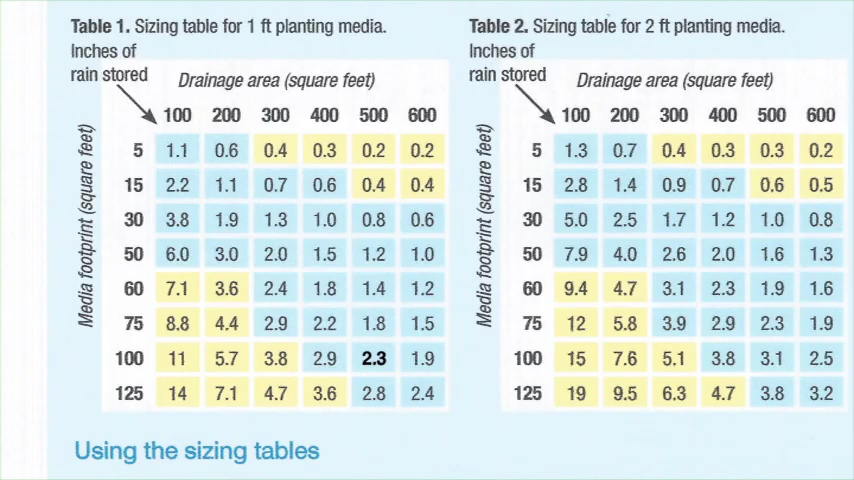 Table 1. Sizing table for 1 ft planting media.
Inches of
rain stored
Drainage area (square feet)
Media footprint (square feet)
100 200 300 400 500 600
5 1.1 0.6 0.4 0.3 0.2 0.2
15 2.2 1.1 0.7 0.6 0.4 0.4
30 3.8 1.9 1.3 1.0 0.8 0.6
50 6.0 3.0 2.0 1.5 1.2 1.0
60 7.1 3.6 2.4 1.8 1.4 1.2
75 8.8 4.4 2.9 2.2 1.8 1.5
100 11 5.7 3.8 2.9 2.3 1.9
125 14 7.1 4.7 3.6 2.8 2.4
Table 2. Sizing table for 2 ft planting media.
Inches of
rain stored
Drainage area (square feet)
Media footprint (square feet)
100 200 300 400 500 600
5 1.3 0.7 0.4 0.3 0.3 0.2
15 2.8 1.4 0.9 0.7 0.6 0.5
30 5.0 2.5 1.7 1.2 1.0 0.8
50 7.9 4.0 2.6 2.0 1.6 1.3
60 9.4 4.7 3.1 2.3 1.9 1.6
75 12 5.8 3.9 2.9 2.3 1.9
100 15 7.6 5.1 3.8 3.1 2.5
125 19 9.5 6.3 4.7 3.8 3.2
Using the sizing tables